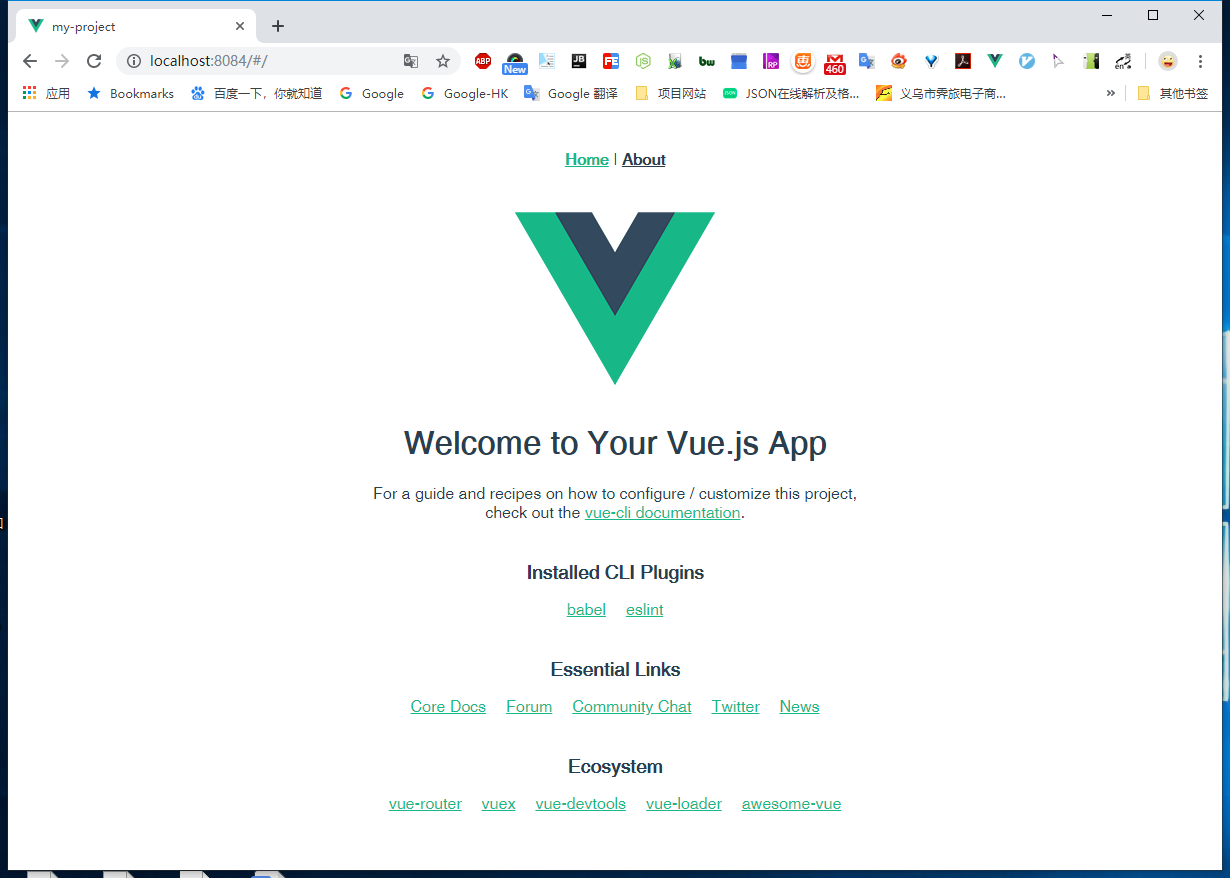 my-project
localhost:8084/#/
ABP
New
JB
FE
JS
bw
RP
惠
460
en
应用
Bookmarks
百度一下，你就知道
Google
Google-HK
Google 翻译
项目网站
JSON
JSON在线解析及格...
义乌市霁旅电子商...
»
其他书签
Home | About
Welcome to Your Vue.js App
For a guide and recipes on how to configure / customize this project,
check out the vue-cli documentation.
Installed CLI Plugins
babel eslint
Essential Links
Core Docs Forum Community Chat Twitter News
Ecosystem
vue-router vuex vue-devtools vue-loader awesome-vue